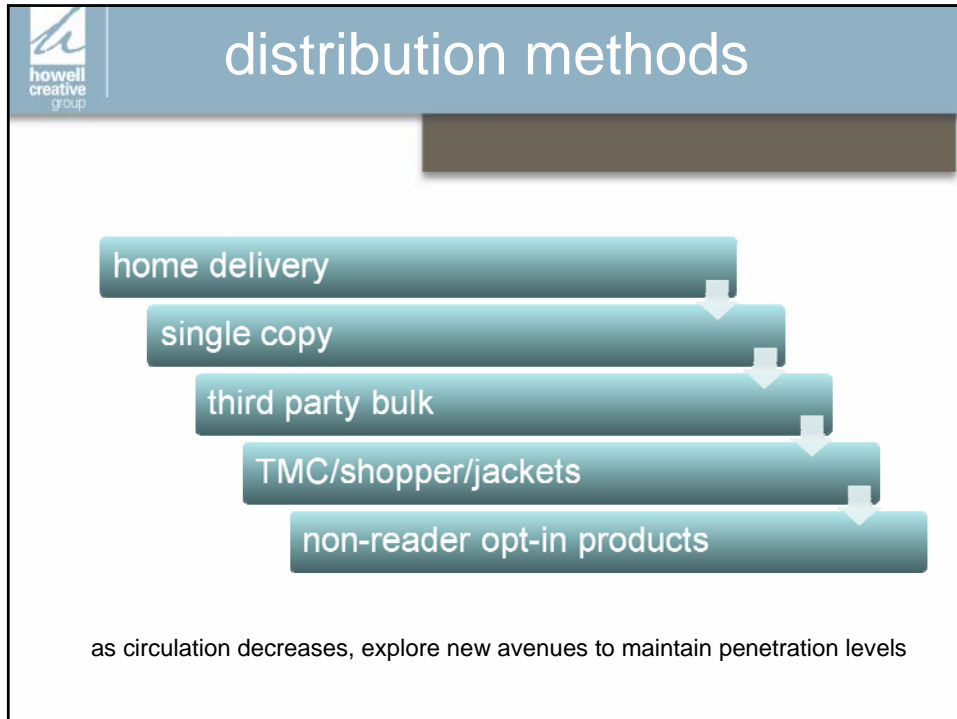 howell
creative
group
distribution methods
home delivery
single copy
third party bulk
TMC/shopper/jackets
non-reader opt-in products
as circulation decreases, explore new avenues to maintain penetration levels